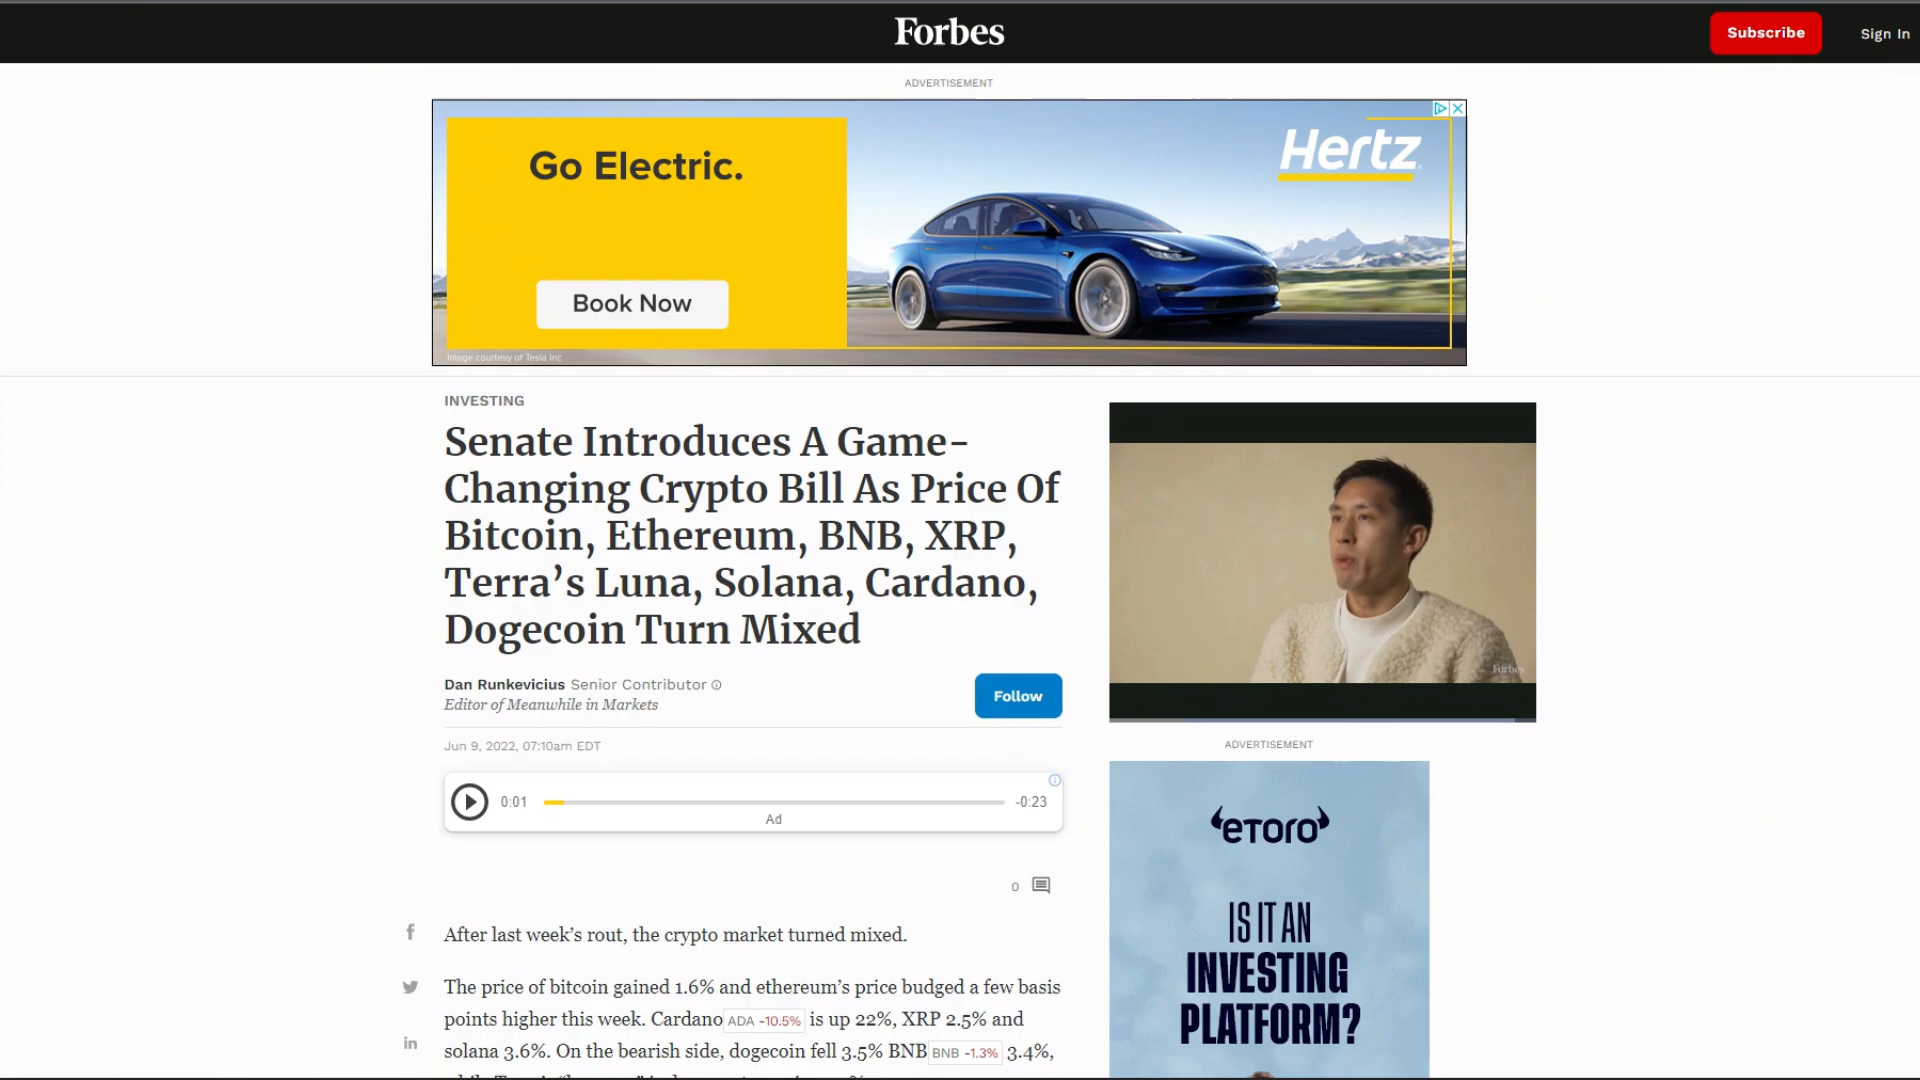 Forbes
Subscribe
Sign In
ADVERTISEMENT
Go Electric.
Hertz
Book Now
Image courtesy of Tesla Inc
INVESTING
Senate Introduces A Game-
Changing Crypto Bill As Price Of
Bitcoin, Ethereum, BNB, XRP,
Terra’s Luna, Solana, Cardano,
Dogecoin Turn Mixed
Dan Runkevicius Senior Contributor
Editor of Meanwhile in Markets
Follow
Jun 9, 2022, 07:10am EDT
0:01
-0:23
Ad
0
After last week’s rout, the crypto market turned mixed.
The price of bitcoin gained 1.6% and ethereum’s price budged a few basis
points higher this week. Cardano ADA -10.5% is up 22%, XRP 2.5% and
solana 3.6%. On the bearish side, dogecoin fell 3.5% BNB BNB -1.3% 3.4%,
Forbes
ADVERTISEMENT
eToro
IS IT AN
INVESTING
PLATFORM?